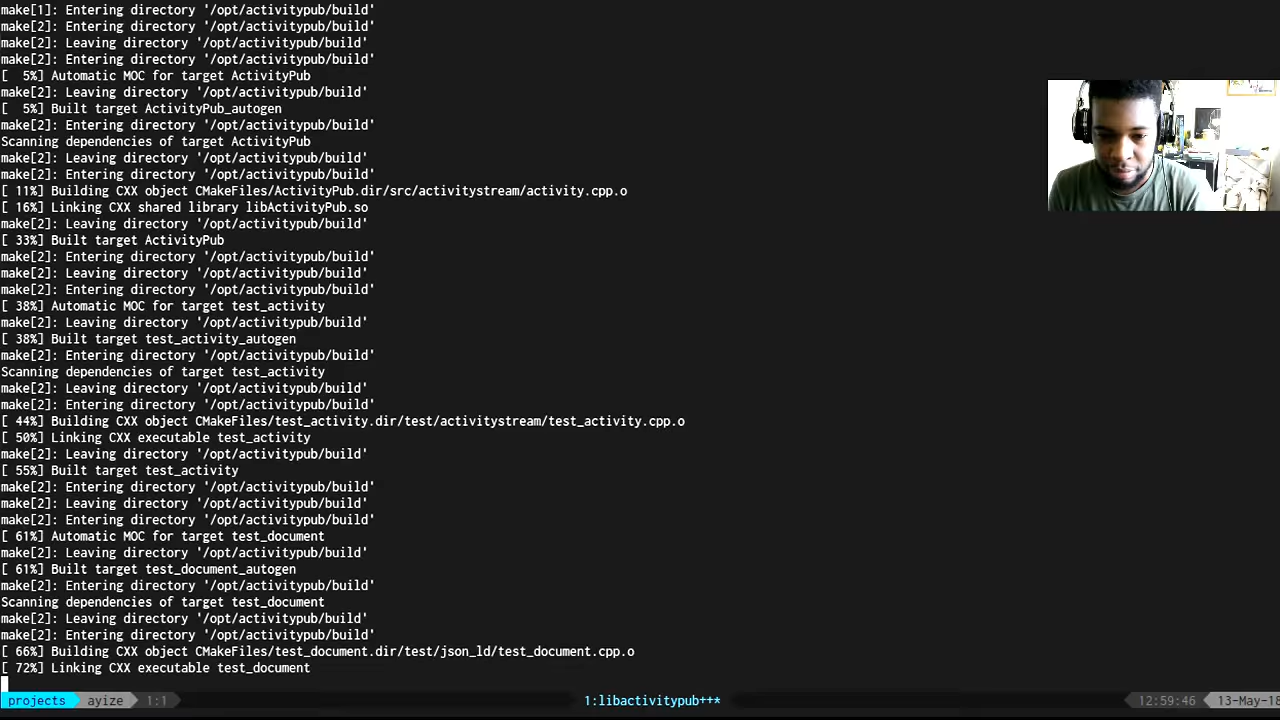 make[1]: Entering directory '/opt/activitypub/build'
make[2]: Entering directory '/opt/activitypub/build'
make[2]: Leaving directory '/opt/activitypub/build'
make[2]: Entering directory '/opt/activitypub/build'
[  5%] Automatic MOC for target ActivityPub
make[2]: Leaving directory '/opt/activitypub/build'
[  5%] Built target ActivityPub_autogen
make[2]: Entering directory '/opt/activitypub/build'
Scanning dependencies of target ActivityPub
make[2]: Leaving directory '/opt/activitypub/build'
make[2]: Entering directory '/opt/activitypub/build'
[ 11%] Building CXX object CMakeFiles/ActivityPub.dir/src/activitystream/activity.cpp.o
[ 16%] Linking CXX shared library libActivityPub.so
make[2]: Leaving directory '/opt/activitypub/build'
[ 33%] Built target ActivityPub
make[2]: Entering directory '/opt/activitypub/build'
make[2]: Leaving directory '/opt/activitypub/build'
make[2]: Entering directory '/opt/activitypub/build'
[ 38%] Automatic MOC for target test_activity
make[2]: Leaving directory '/opt/activitypub/build'
[ 38%] Built target test_activity_autogen
make[2]: Entering directory '/opt/activitypub/build'
Scanning dependencies of target test_activity
make[2]: Leaving directory '/opt/activitypub/build'
make[2]: Entering directory '/opt/activitypub/build'
[ 44%] Building CXX object CMakeFiles/test_activity.dir/test/activitystream/test_activity.cpp.o
[ 50%] Linking CXX executable test_activity
make[2]: Leaving directory '/opt/activitypub/build'
[ 55%] Built target test_activity
make[2]: Entering directory '/opt/activitypub/build'
make[2]: Leaving directory '/opt/activitypub/build'
make[2]: Entering directory '/opt/activitypub/build'
[ 61%] Automatic MOC for target test_document
make[2]: Leaving directory '/opt/activitypub/build'
[ 61%] Built target test_document_autogen
make[2]: Entering directory '/opt/activitypub/build'
Scanning dependencies of target test_document
make[2]: Leaving directory '/opt/activitypub/build'
make[2]: Entering directory '/opt/activitypub/build'
[ 66%] Building CXX object CMakeFiles/test_document.dir/test/json_ld/test_document.cpp.o
[ 72%] Linking CXX executable test_document
projects ayize 1:1 1:libactivitypub++* 12:59:46 13-May-18